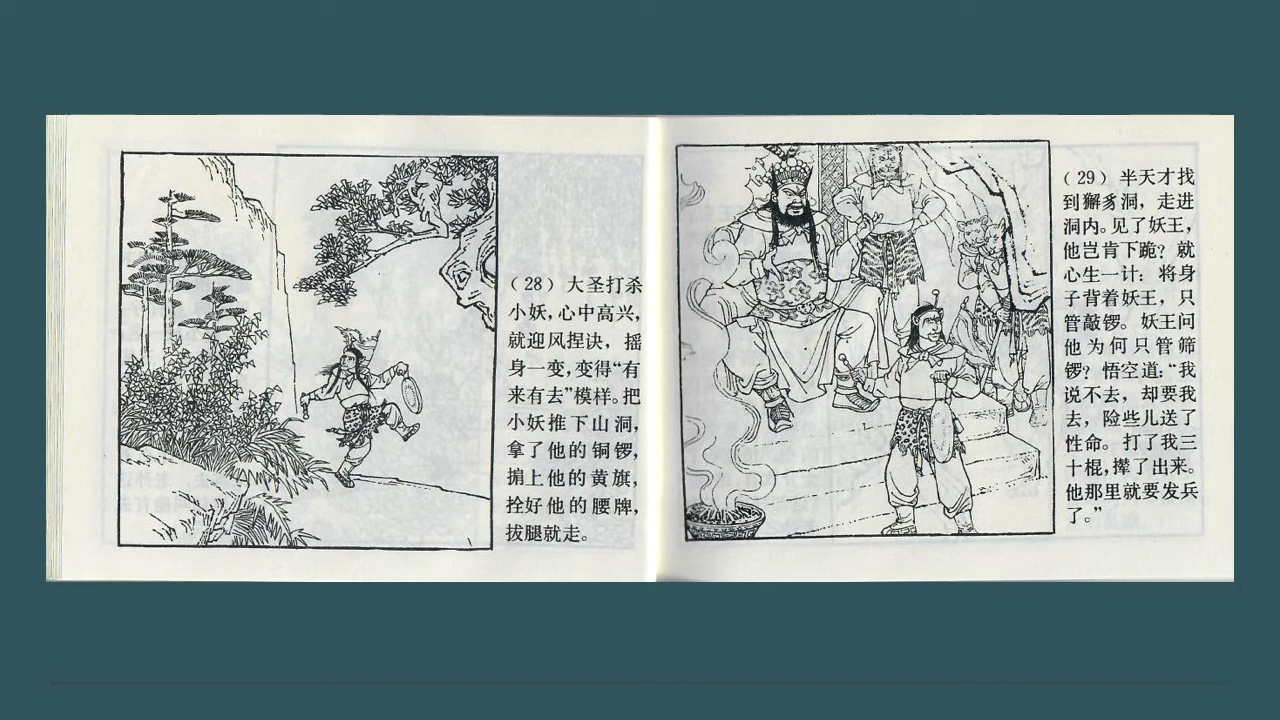 （28）大圣打杀
小妖，心中高兴，
就迎风捏诀，摇
身一变，变得“有
来有去”模样。把
小妖推下山洞，
拿了他的铜锣，
掮上他的黄旗，
拴好他的腰牌，
拔腿就走。
（29）半天才找
到獬豸洞，走进
洞内。见了妖王，
他岂肯下跪？就
心生一计：将身
子背着妖王，只
管敲锣。妖王问
他为何只管筛
锣？悟空道：“我
说不去，却要我
去，险些儿送了
性命。打了我三
十棍，撵了出来。
他那里就要发兵
了。”